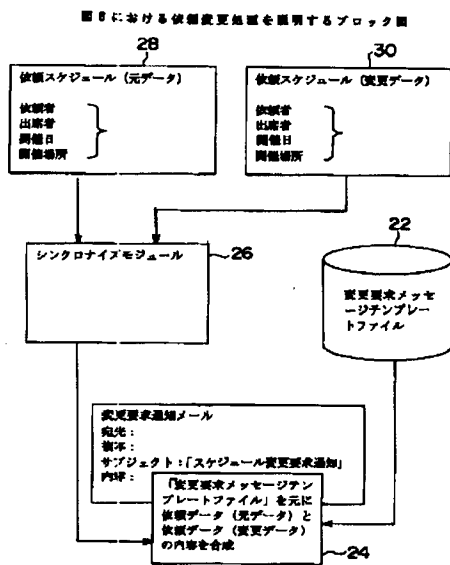 図6における依頼変更処理を説明するブロック図
28
30
依頼スケジュール（元データ）
依頼者
出席者
開催日
開催場所
依頼スケジュール（変更データ）
依頼者
出席者
開催日
開催場所
シンクロナイズモジュール
26
22
変更要求メッセ
ージテンプレー
トファイル
変更要求通知メール
宛先：
複本：
サブジェクト：「スケジュール変更要求通知」
内容：
「変更要求メッセージテン
プレートファイル」を元に
依頼データ（元データ）と
依頼データ（変更データ）
の内容を合成
24